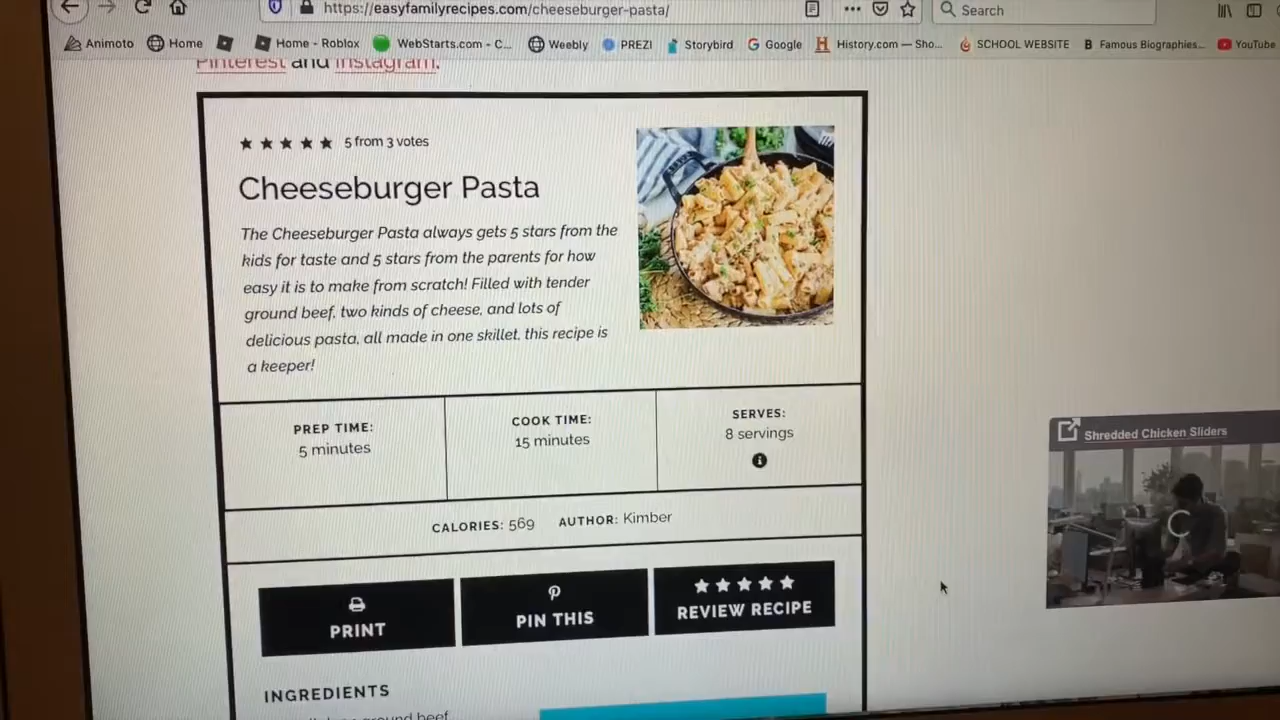 https://easyfamilyrecipes.com/cheeseburger-pasta/
Search
Animoto
Home
Home - Roblox
WebStarts.com - C...
Weebly
PREZI
Storybird
Google
History.com — Sho...
SCHOOL WEBSITE
Famous Biographies...
YouTube
Pinterest and Instagram.
5 from 3 votes
Cheeseburger Pasta
The Cheeseburger Pasta always gets 5 stars from the
kids for taste and 5 stars from the parents for how
easy it is to make from scratch! Filled with tender
ground beef, two kinds of cheese, and lots of
delicious pasta, all made in one skillet, this recipe is
a keeper!
PREP TIME:
5 minutes
COOK TIME:
15 minutes
SERVES:
8 servings
CALORIES: 569 AUTHOR: Kimber
PRINT
PIN THIS
REVIEW RECIPE
Shredded Chicken Sliders
INGREDIENTS
ground beef